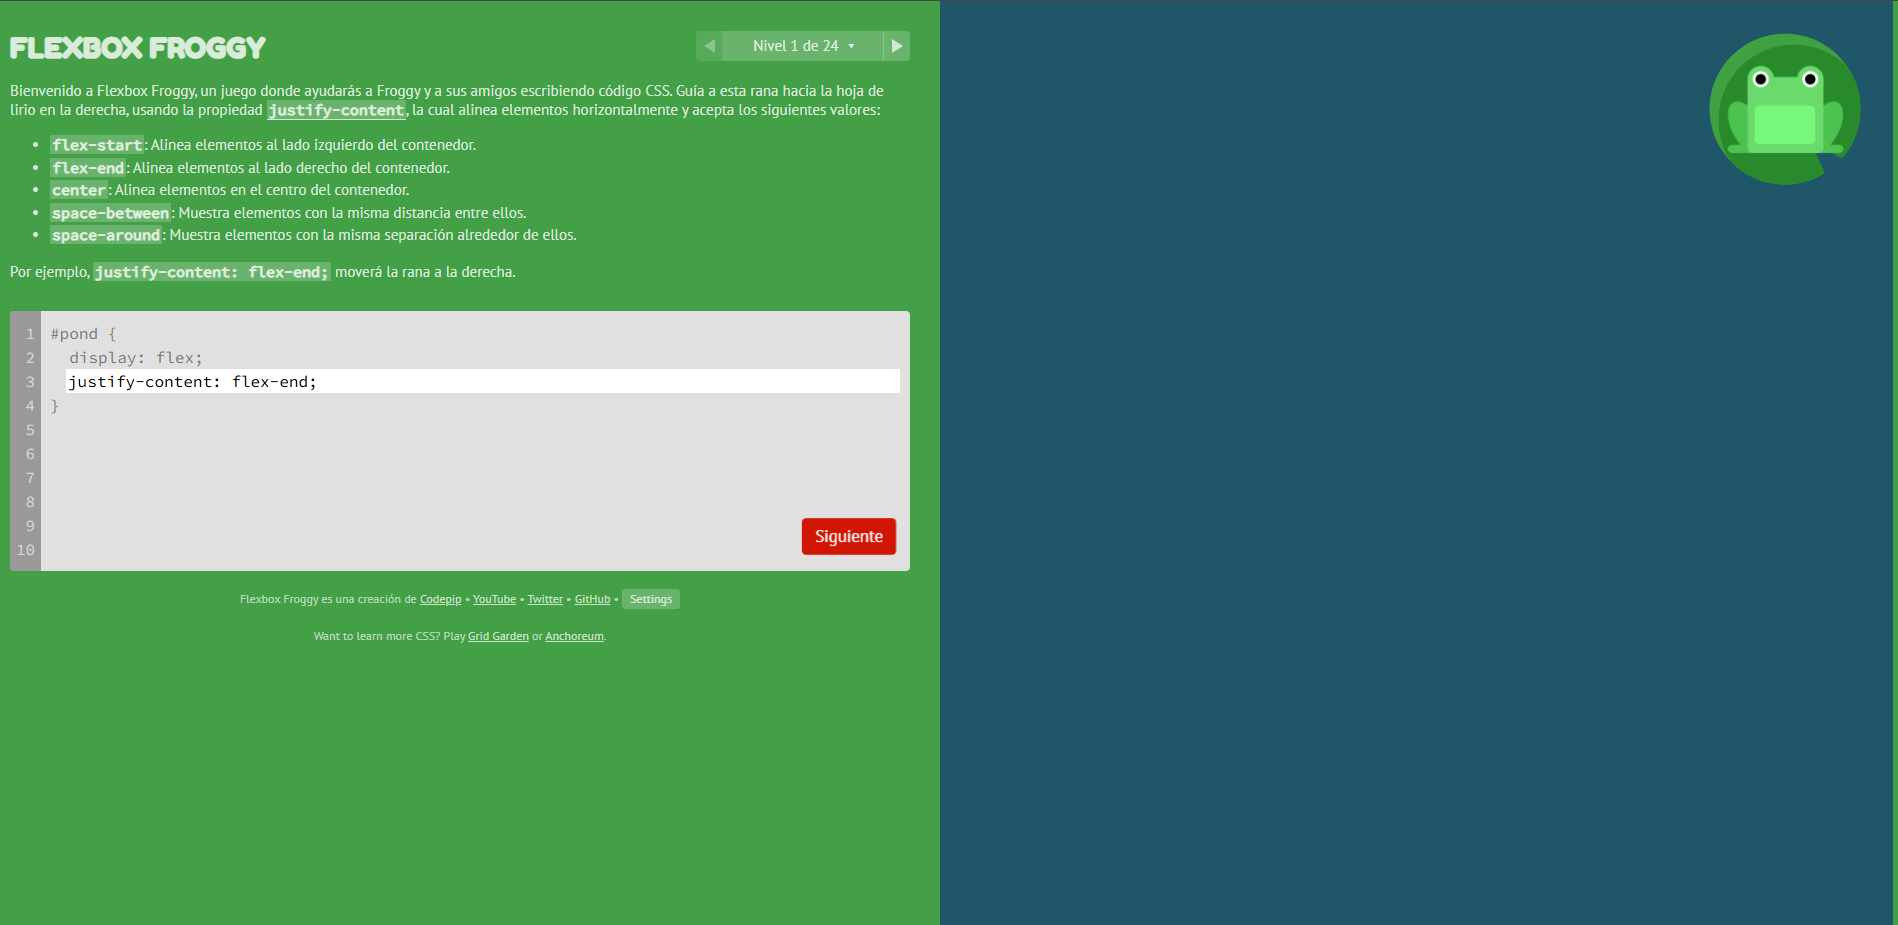 FLEXBOX FROGGY
Nivel 1 de 24
Bienvenido a Flexbox Froggy, un juego donde ayudarás a Froggy y a sus amigos escribiendo código CSS. Guía a esta rana hacia la hoja de
lirio en la derecha, usando la propiedad justify-content, la cual alinea elementos horizontalmente y acepta los siguientes valores:
• flex-start: Alinea elementos al lado izquierdo del contenedor.
• flex-end: Alinea elementos al lado derecho del contenedor.
• center: Alinea elementos en el centro del contenedor.
• space-between: Muestra elementos con la misma distancia entre ellos.
• space-around: Muestra elementos con la misma separación alrededor de ellos.
Por ejemplo, justify-content: flex-end; moverá la rana a la derecha.
1 #pond {
2 display: flex;
3 justify-content: flex-end;
4 }
5
6
7
8
9
10
Siguiente
Flexbox Froggy es una creación de Codepip • YouTube • Twitter • GitHub • Settings
Want to learn more CSS? Play Grid Garden or Anchoreum.